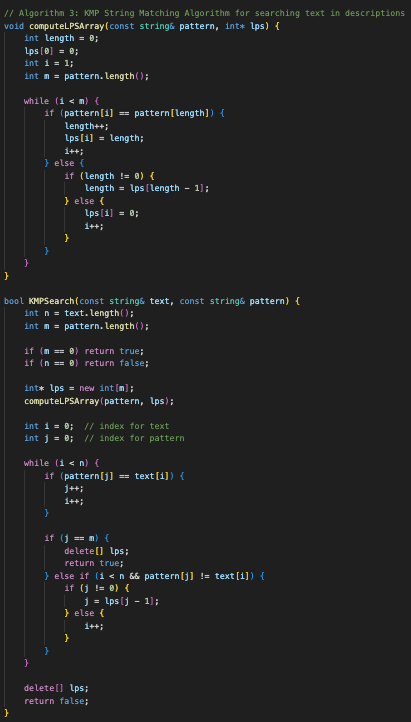 // Algorithm 3: KMP String Matching Algorithm for searching text in descriptions
void computeLPSArray(const string& pattern, int* lps) {
    int length = 0;
    lps[0] = 0;
    int i = 1;
    int m = pattern.length();

    while (i < m) {
        if (pattern[i] == pattern[length]) {
            length++;
            lps[i] = length;
            i++;
        } else {
            if (length != 0) {
                length = lps[length - 1];
            } else {
                lps[i] = 0;
                i++;
            }
        }
    }
}

bool KMPSearch(const string& text, const string& pattern) {
    int n = text.length();
    int m = pattern.length();

    if (m == 0) return true;
    if (n == 0) return false;

    int* lps = new int[m];
    computeLPSArray(pattern, lps);

    int i = 0;  // index for text
    int j = 0;  // index for pattern

    while (i < n) {
        if (pattern[j] == text[i]) {
            j++;
            i++;
        }

        if (j == m) {
            delete[] lps;
            return true;
        } else if (i < n && pattern[j] != text[i]) {
            if (j != 0) {
                j = lps[j - 1];
            } else {
                i++;
            }
        }
    }

    delete[] lps;
    return false;
}